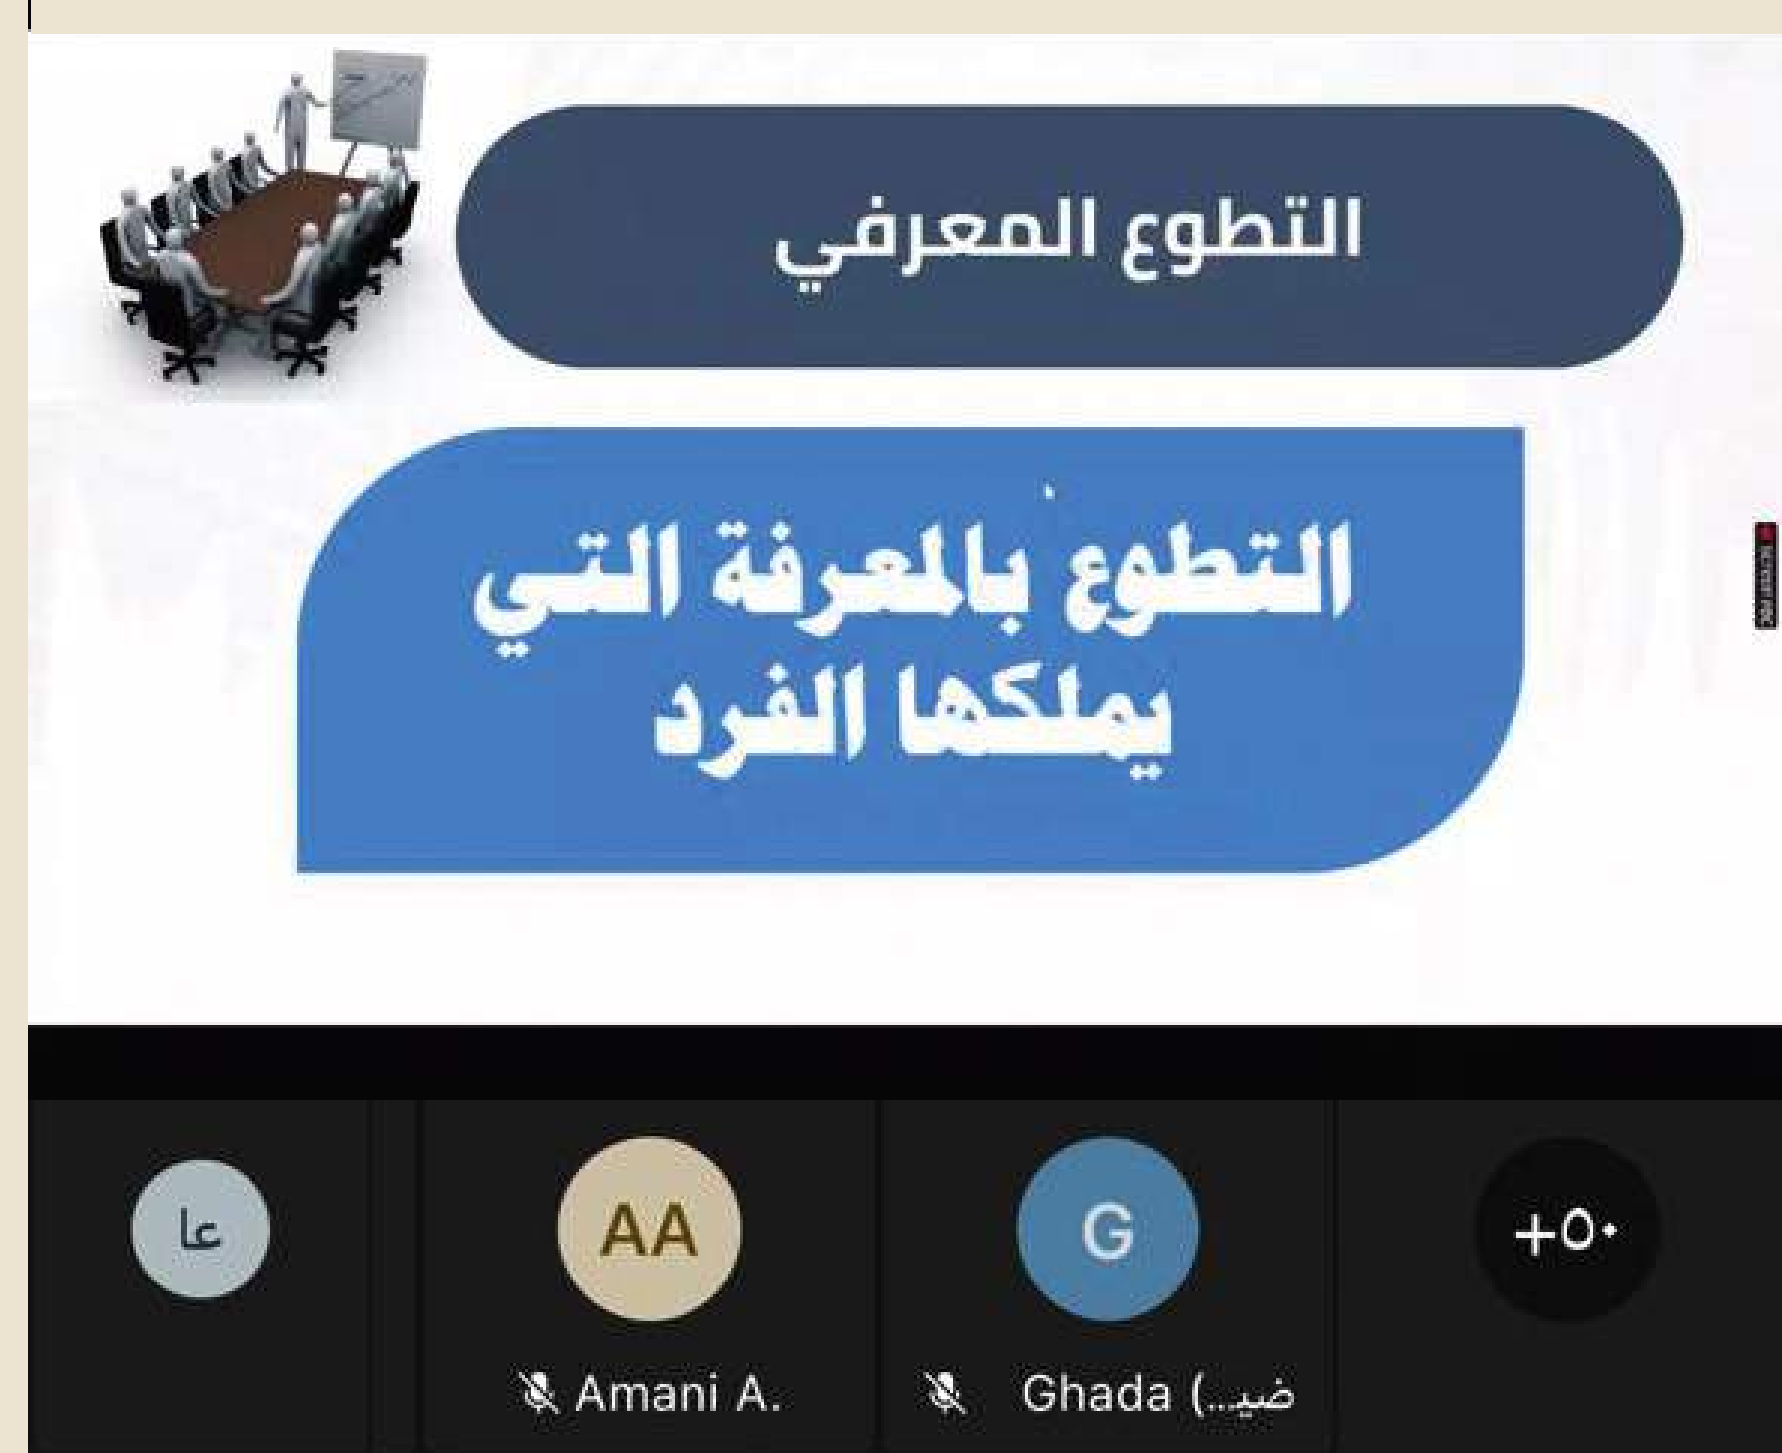 التطوع المعرفي
التطوع بالمعرفة التي
يملكها الفرد
عا
AA
G
+٥٠
Amani A.
Ghada (...ضيـ